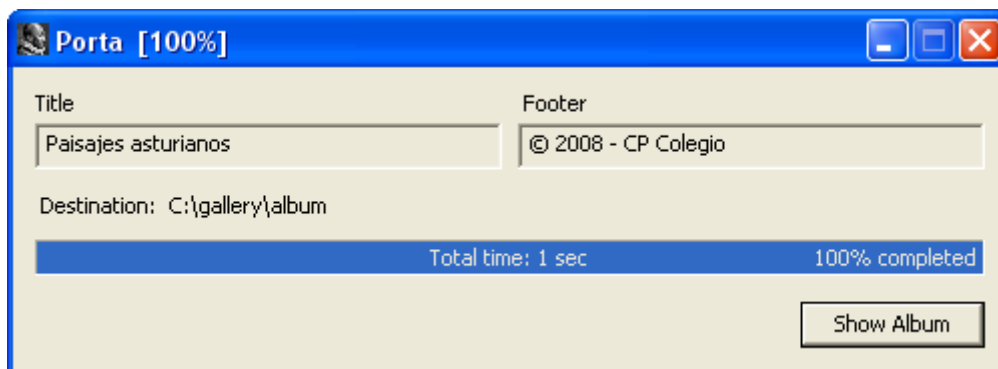 Porta [100%]
Title Footer
Paisajes asturianos © 2008 - CP Colegio
Destination: C:\gallery\album
Total time: 1 sec 100% completed
Show Album